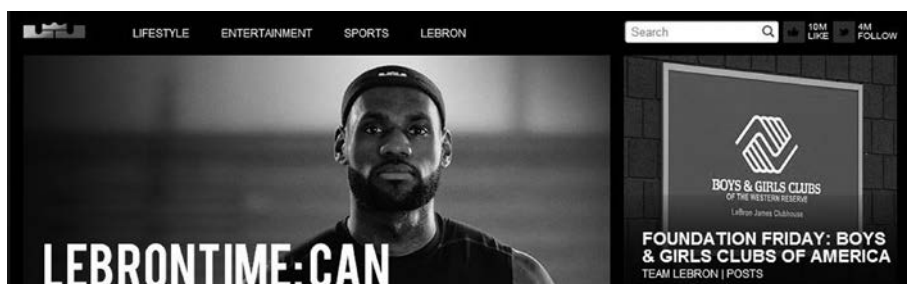 LIFESTYLE ENTERTAINMENT SPORTS LEBRON
Search
10M
LIKE
4M
FOLLOW
LEBRONTIME: CAN
BOYS & GIRLS CLUBS
OF THE WESTERN RESERVE
LeBron James Clubhouse
FOUNDATION FRIDAY: BOYS
& GIRLS CLUBS OF AMERICA
TEAM LEBRON | POSTS